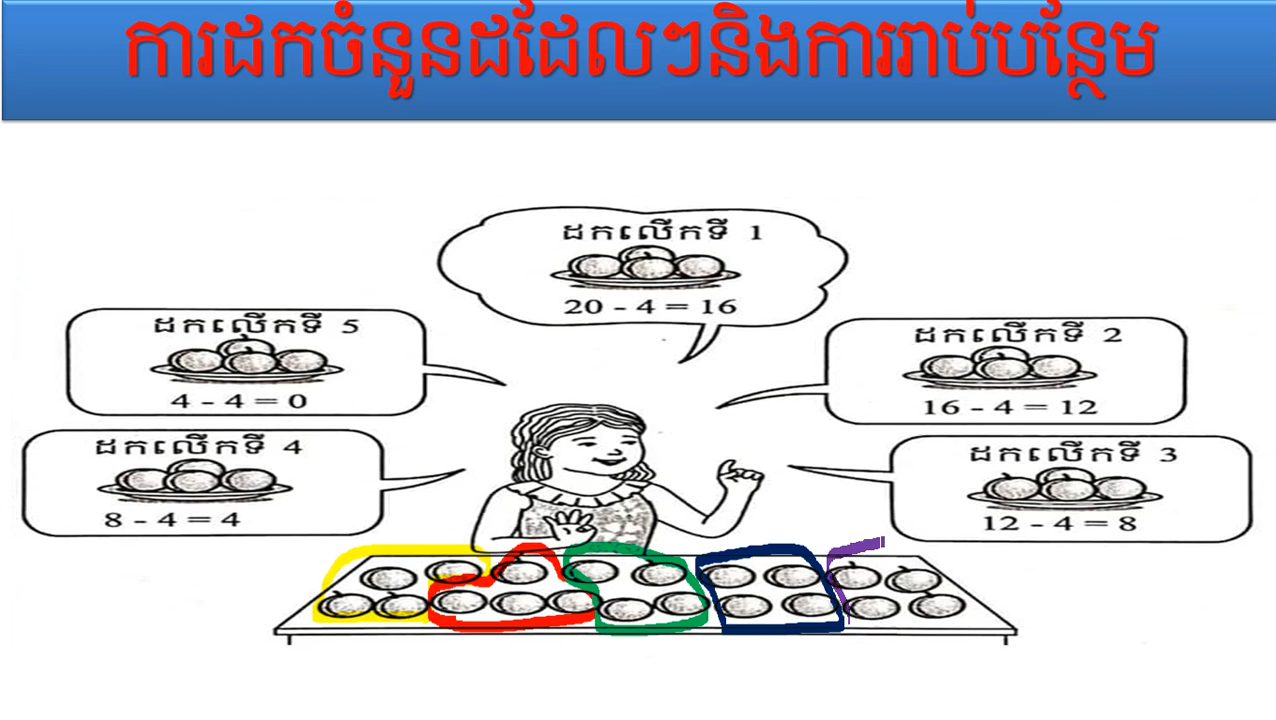 ការដកចំនួនដដែលៗនិងការរាប់បន្ថែម
ដកលើកទី 1
20 - 4 = 16
ដកលើកទី 5
4 - 4 = 0
ដកលើកទី 2
16 - 4 = 12
ដកលើកទី 4
8 - 4 = 4
ដកលើកទី 3
12 - 4 = 8